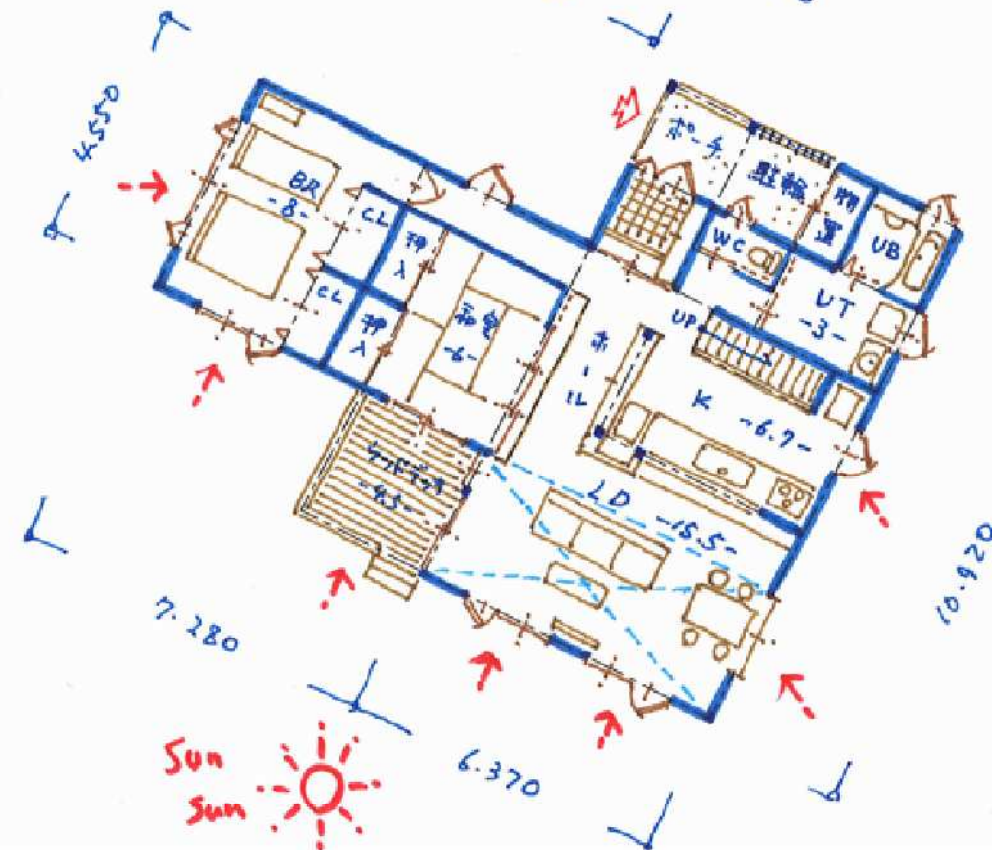 4.550
ポーチ
駐輪
物置
BR
-8-
CL
押入
WC
UB
UT
-3-
CL
押入
和室
-6-
UP
ホール
K
-6.7-
ウッドデッキ
-4.5-
LD
-15.5-
10.920
7.280
6.370
Sun
Sun